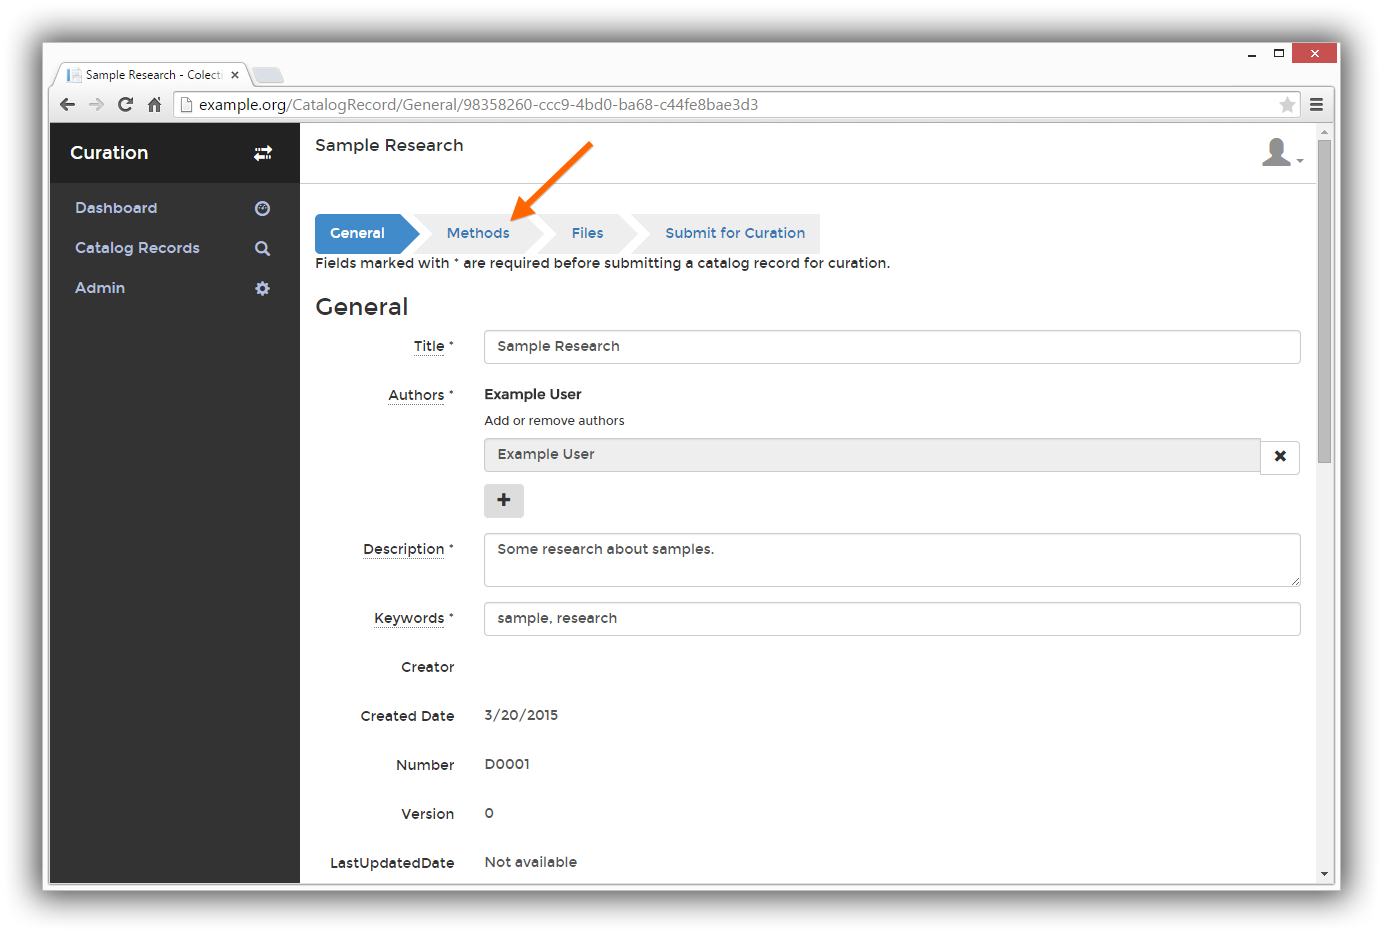 Sample Research - Colect
example.org/CatalogRecord/General/98358260-ccc9-4bd0-ba68-c44fe8bae3d3
Curation
Sample Research
Dashboard
Catalog Records
Admin
General Methods Files Submit for Curation
Fields marked with * are required before submitting a catalog record for curation.
General
Title * Sample Research
Authors * Example User
Add or remove authors
Example User
Description * Some research about samples.
Keywords * sample, research
Creator
Created Date 3/20/2015
Number D0001
Version 0
LastUpdatedDate Not available